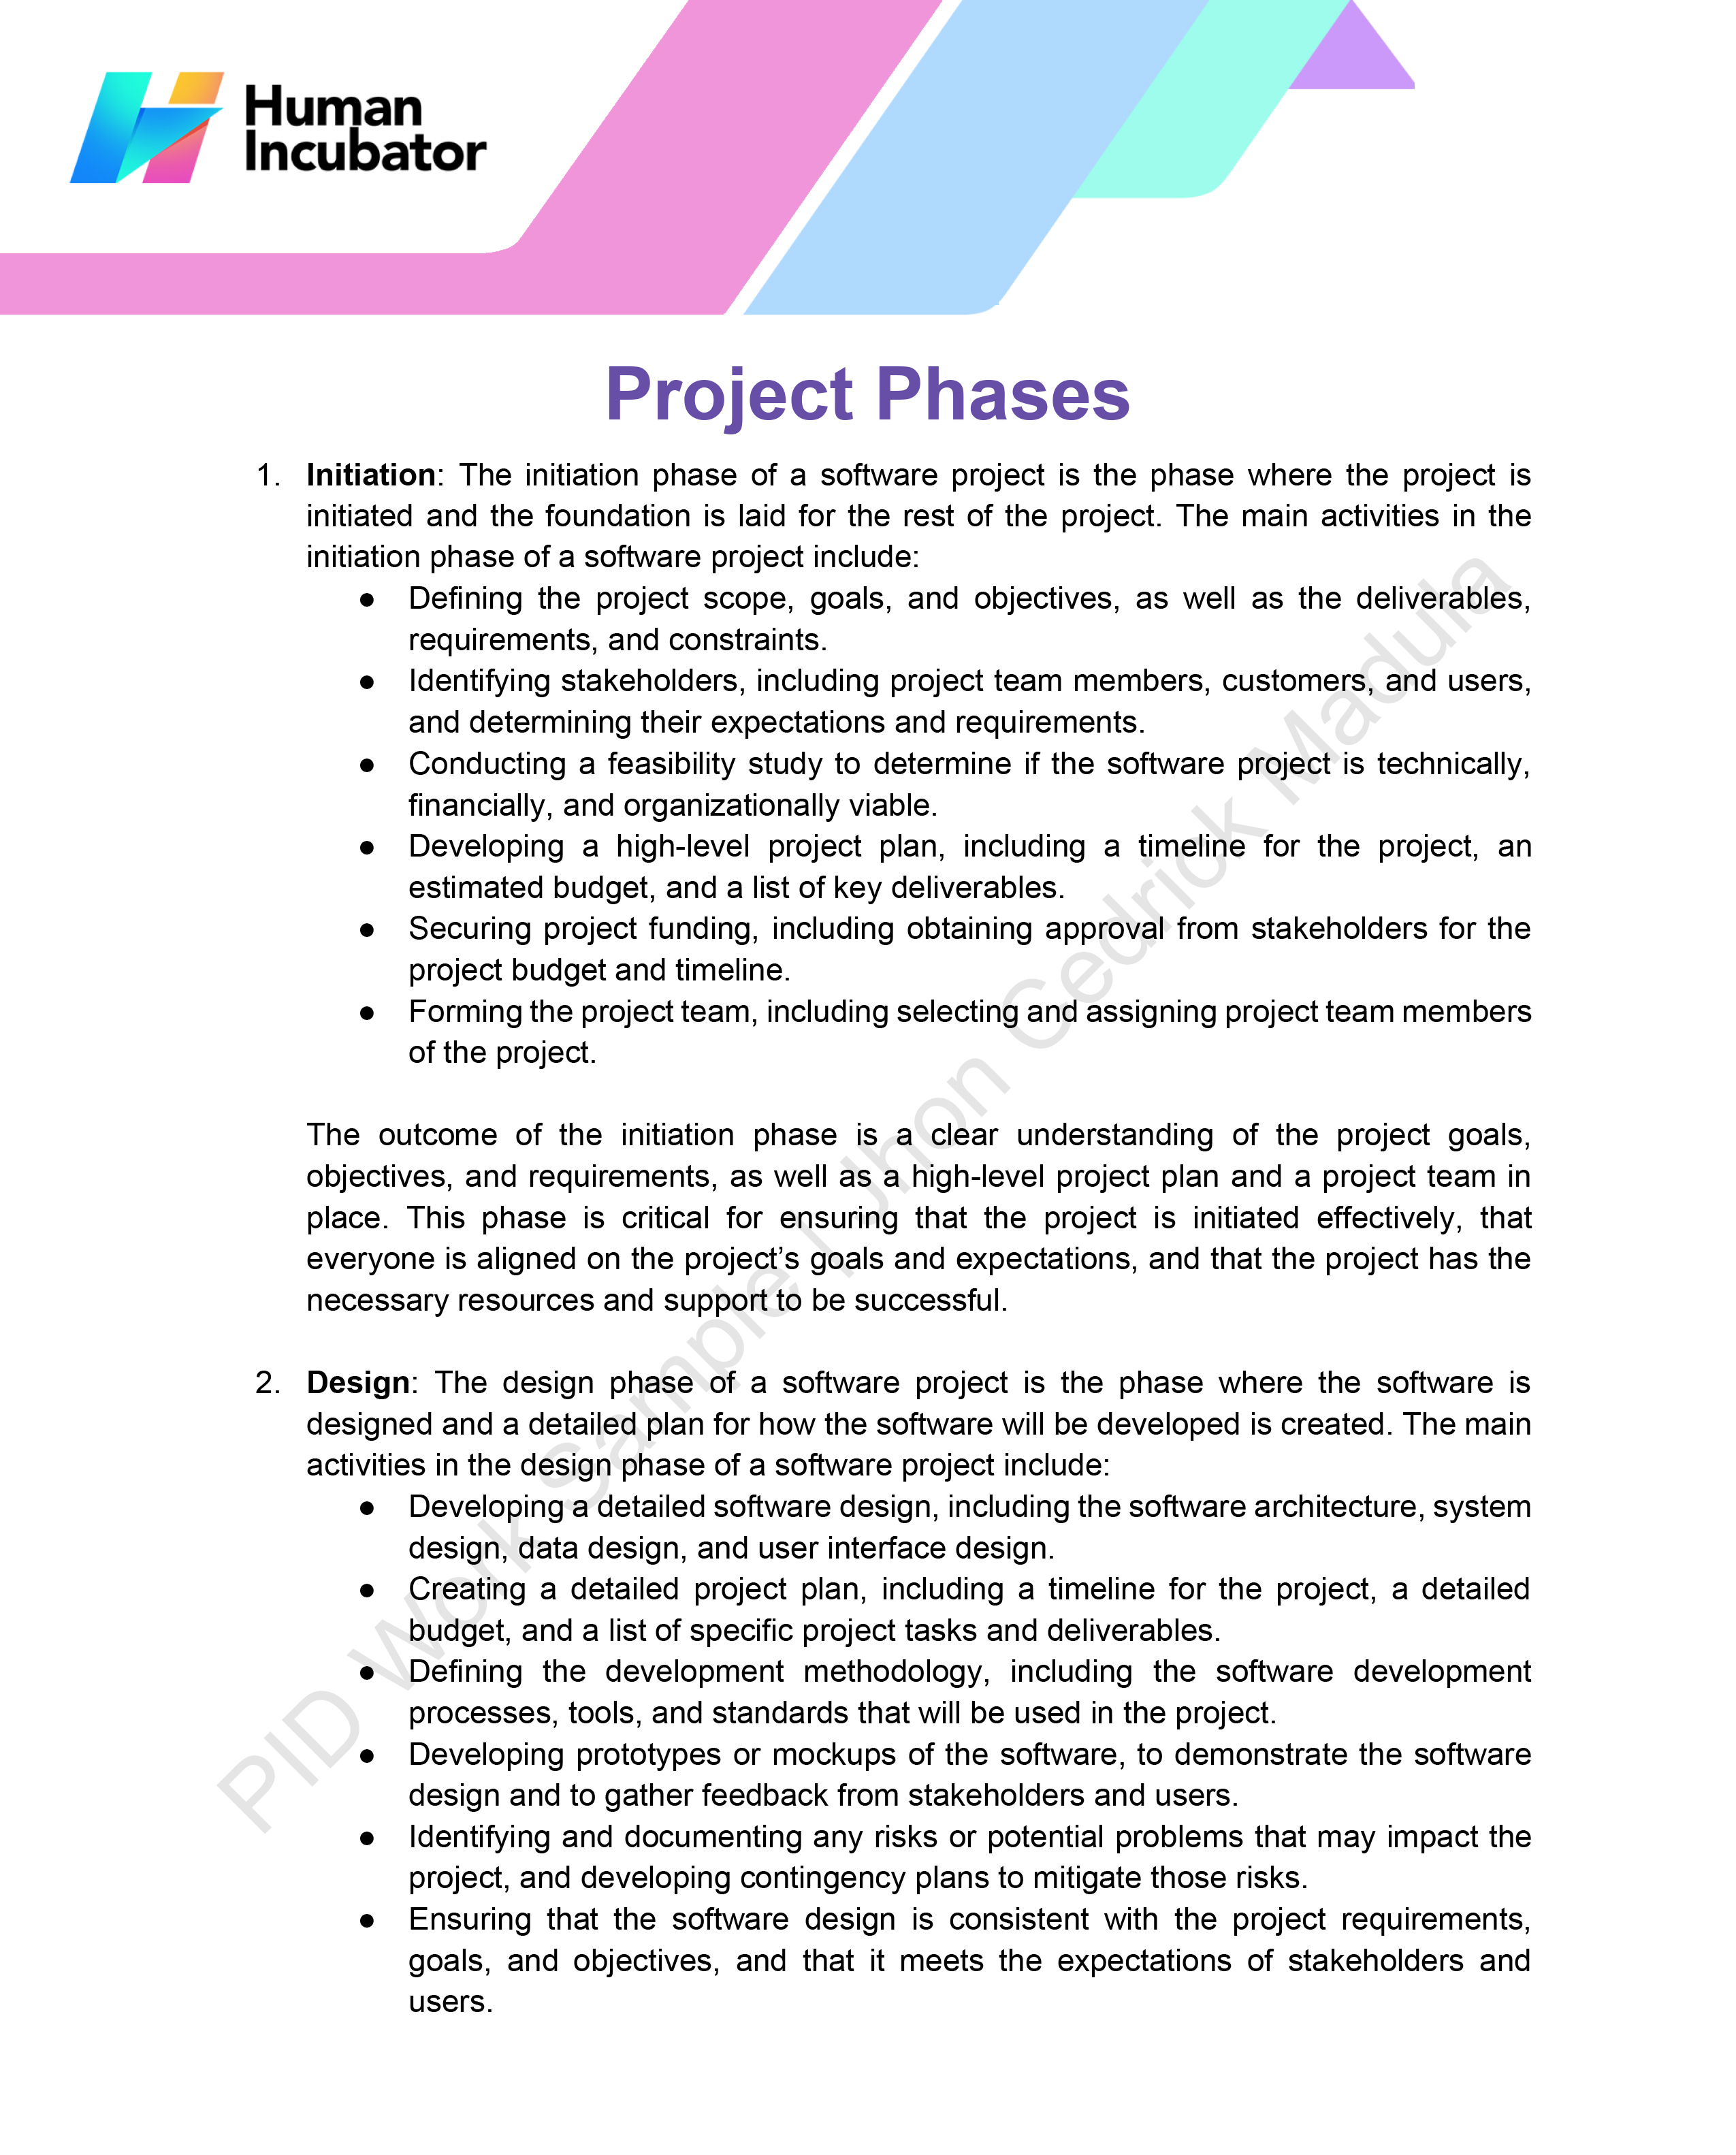 Human
Incubator
Project Phases
1. Initiation: The initiation phase of a software project is the phase where the project is
initiated and the foundation is laid for the rest of the project. The main activities in the
initiation phase of a software project include:
● Defining the project scope, goals, and objectives, as well as the deliverables,
requirements, and constraints.
● Identifying stakeholders, including project team members, customers, and users,
and determining their expectations and requirements.
● Conducting a feasibility study to determine if the software project is technically,
financially, and organizationally viable.
● Developing a high-level project plan, including a timeline for the project, an
estimated budget, and a list of key deliverables.
● Securing project funding, including obtaining approval from stakeholders for the
project budget and timeline.
● Forming the project team, including selecting and assigning project team members
of the project.
The outcome of the initiation phase is a clear understanding of the project goals,
objectives, and requirements, as well as a high-level project plan and a project team in
place. This phase is critical for ensuring that the project is initiated effectively, that
everyone is aligned on the project’s goals and expectations, and that the project has the
necessary resources and support to be successful.
2. Design: The design phase of a software project is the phase where the software is
designed and a detailed plan for how the software will be developed is created. The main
activities in the design phase of a software project include:
● Developing a detailed software design, including the software architecture, system
design, data design, and user interface design.
● Creating a detailed project plan, including a timeline for the project, a detailed
budget, and a list of specific project tasks and deliverables.
● Defining the development methodology, including the software development
processes, tools, and standards that will be used in the project.
● Developing prototypes or mockups of the software, to demonstrate the software
design and to gather feedback from stakeholders and users.
● Identifying and documenting any risks or potential problems that may impact the
project, and developing contingency plans to mitigate those risks.
● Ensuring that the software design is consistent with the project requirements,
goals, and objectives, and that it meets the expectations of stakeholders and
users.
PID Work Sample | Jhon Cedrick Madula